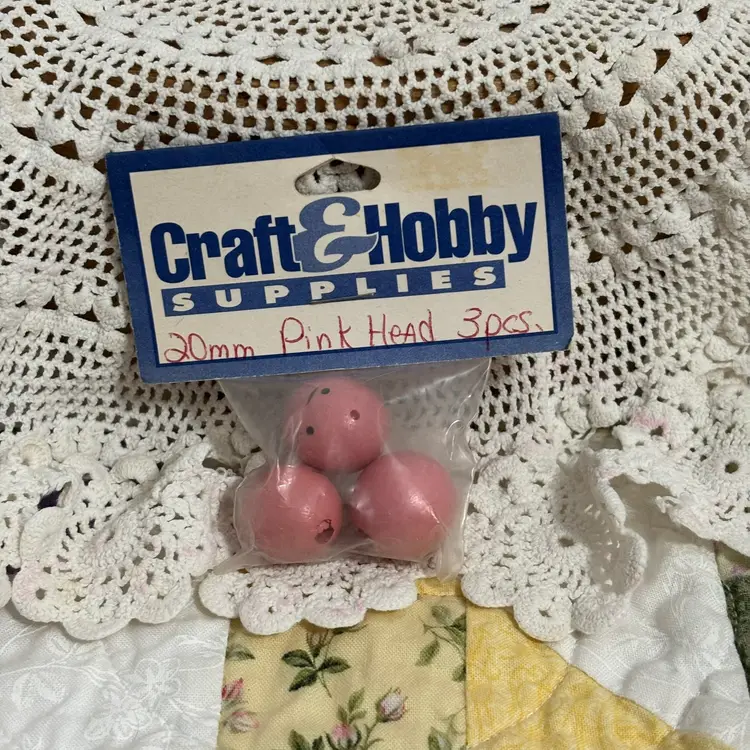 Craft & Hobby
SUPPLIES
20mm Pink Head 3pcs.